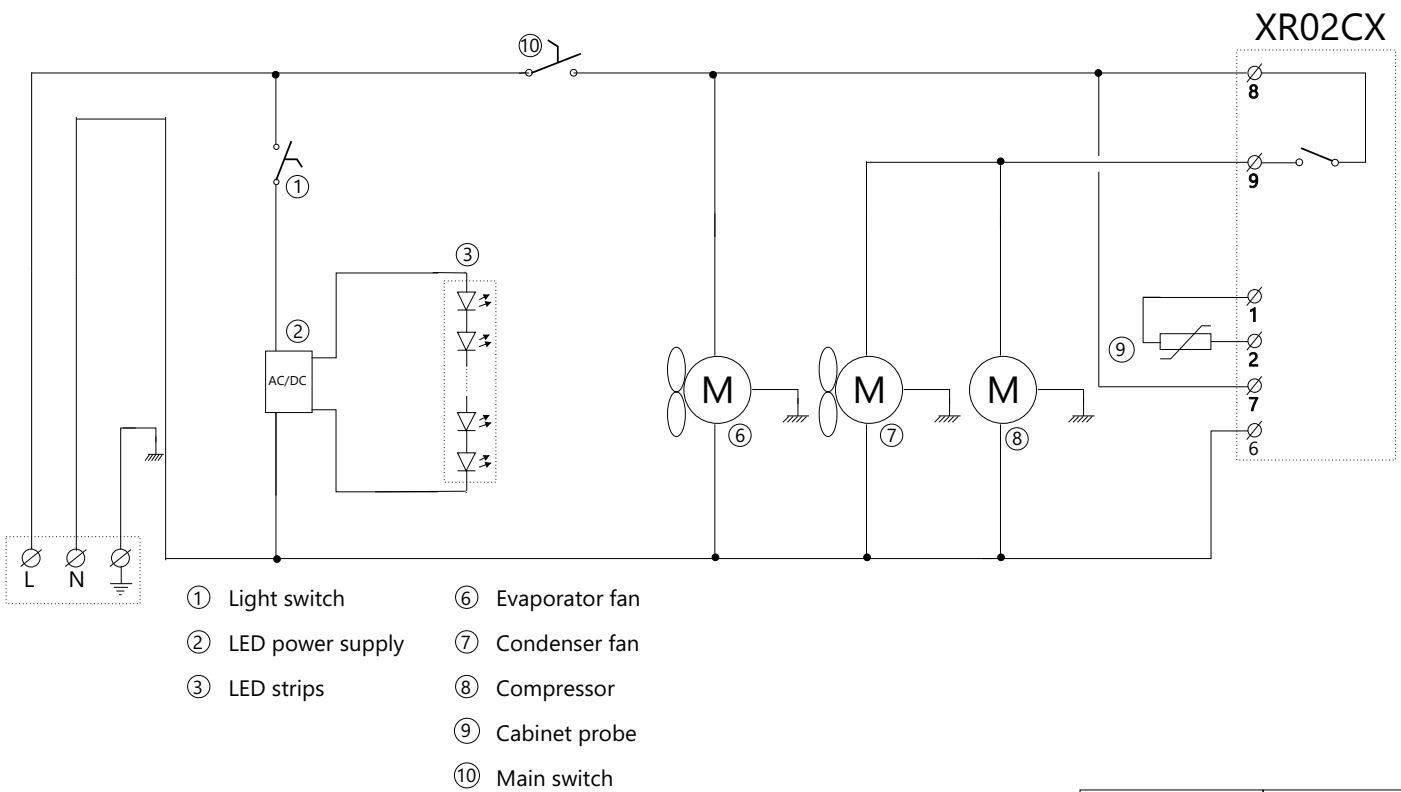 XR02CX
⑩
8
9
①
③
②
AC/DC
1
⑨
2
M
M
M
7
⑥
⑦
⑧
6
L
N
① Light switch
② LED power supply
③ LED strips
⑥ Evaporator fan
⑦ Condenser fan
⑧ Compressor
⑨ Cabinet probe
⑩ Main switch